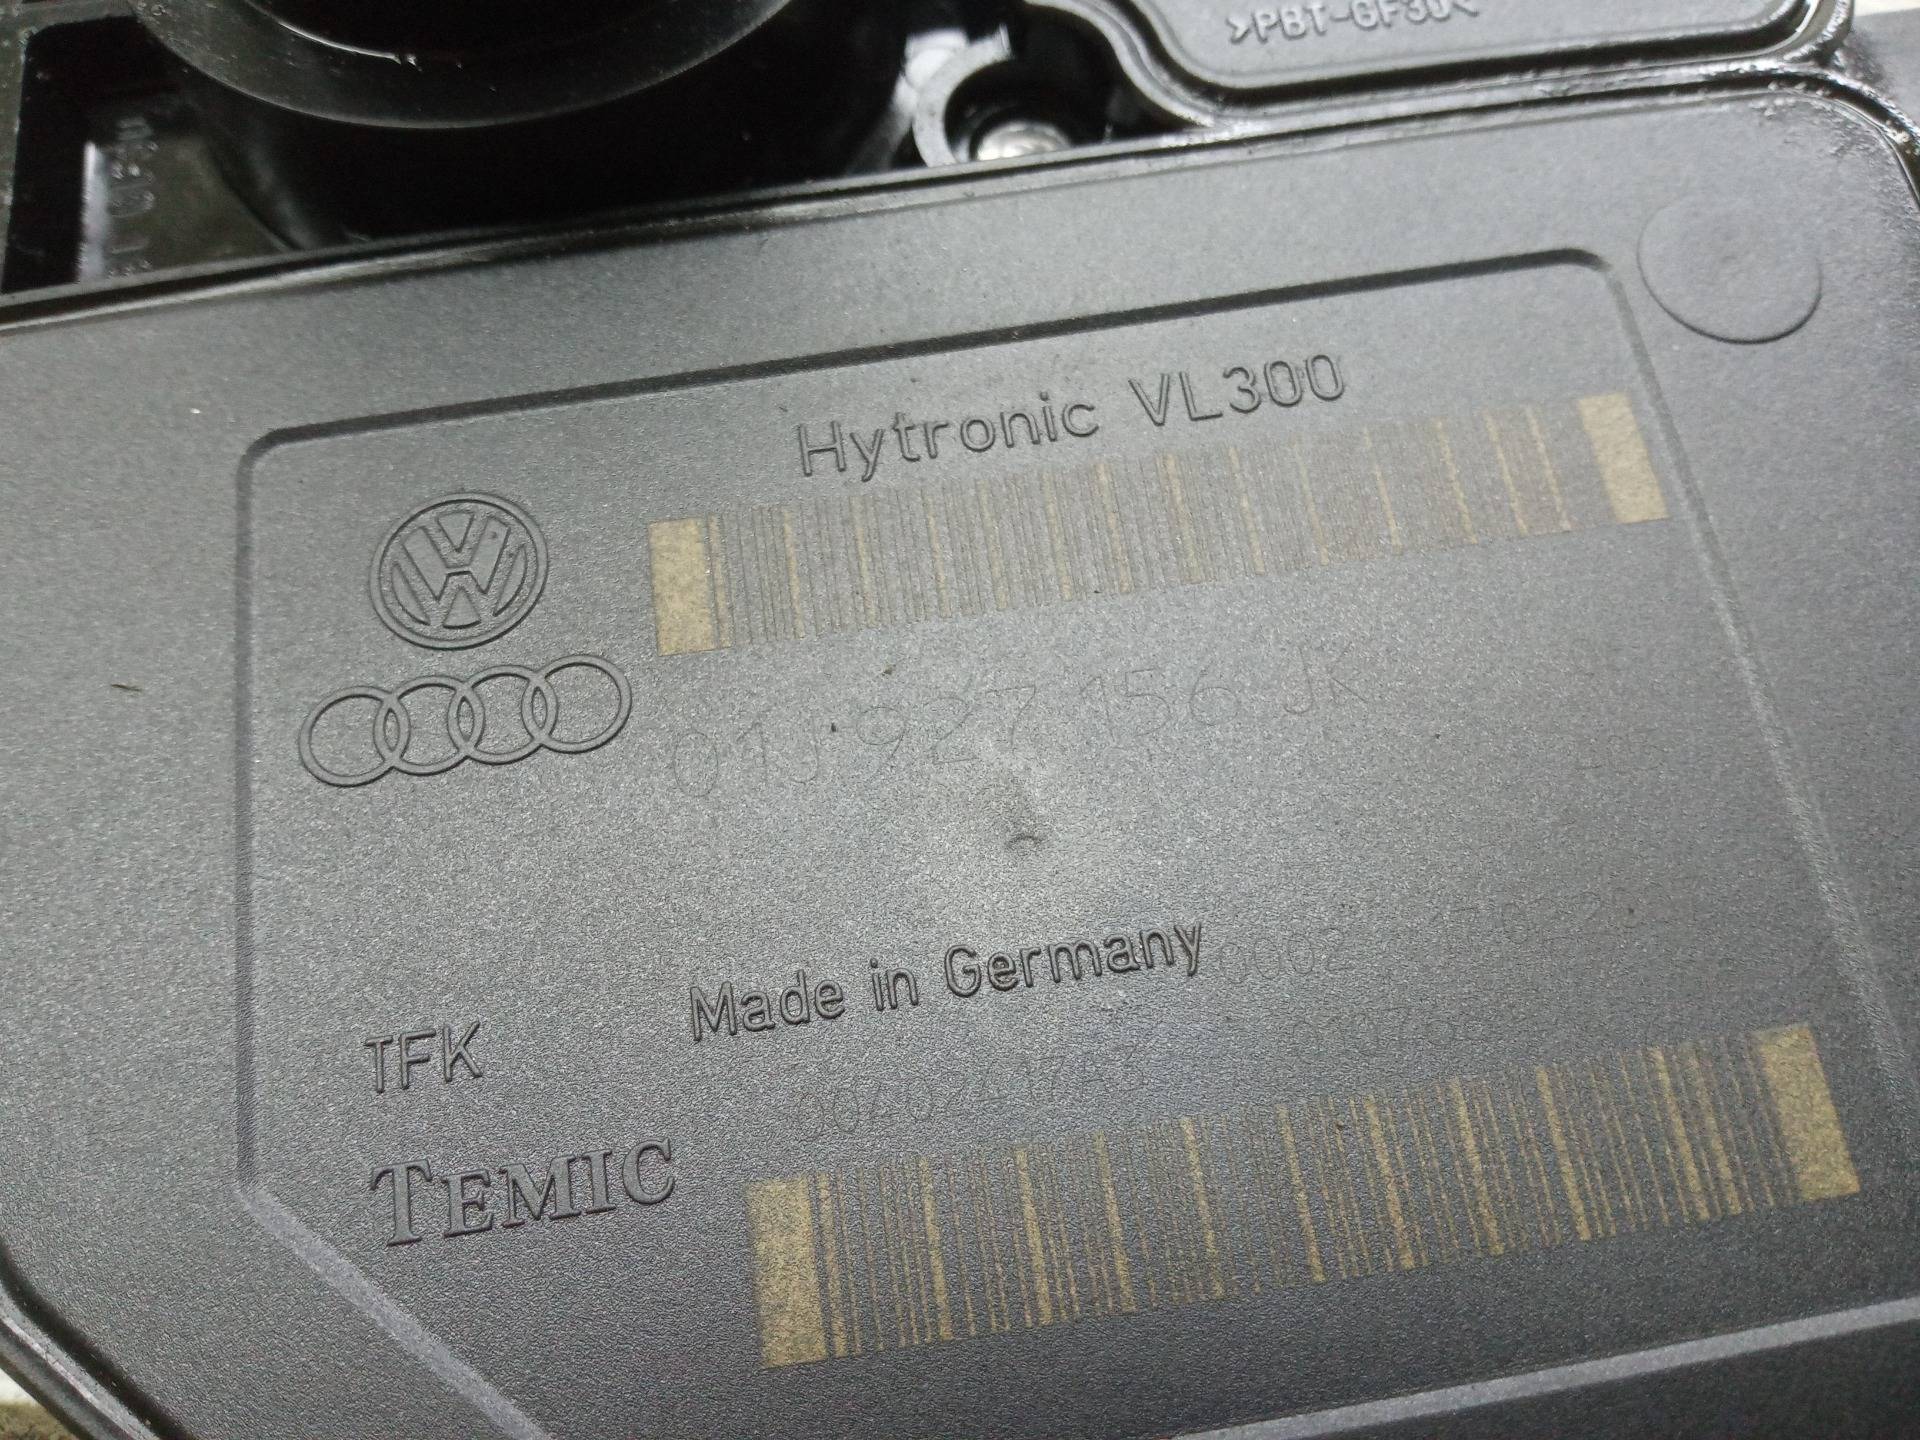 >PBT-GF30<
Hytronic VL300
01J 927 156 JK
Made in Germany
TFK
TEMIC